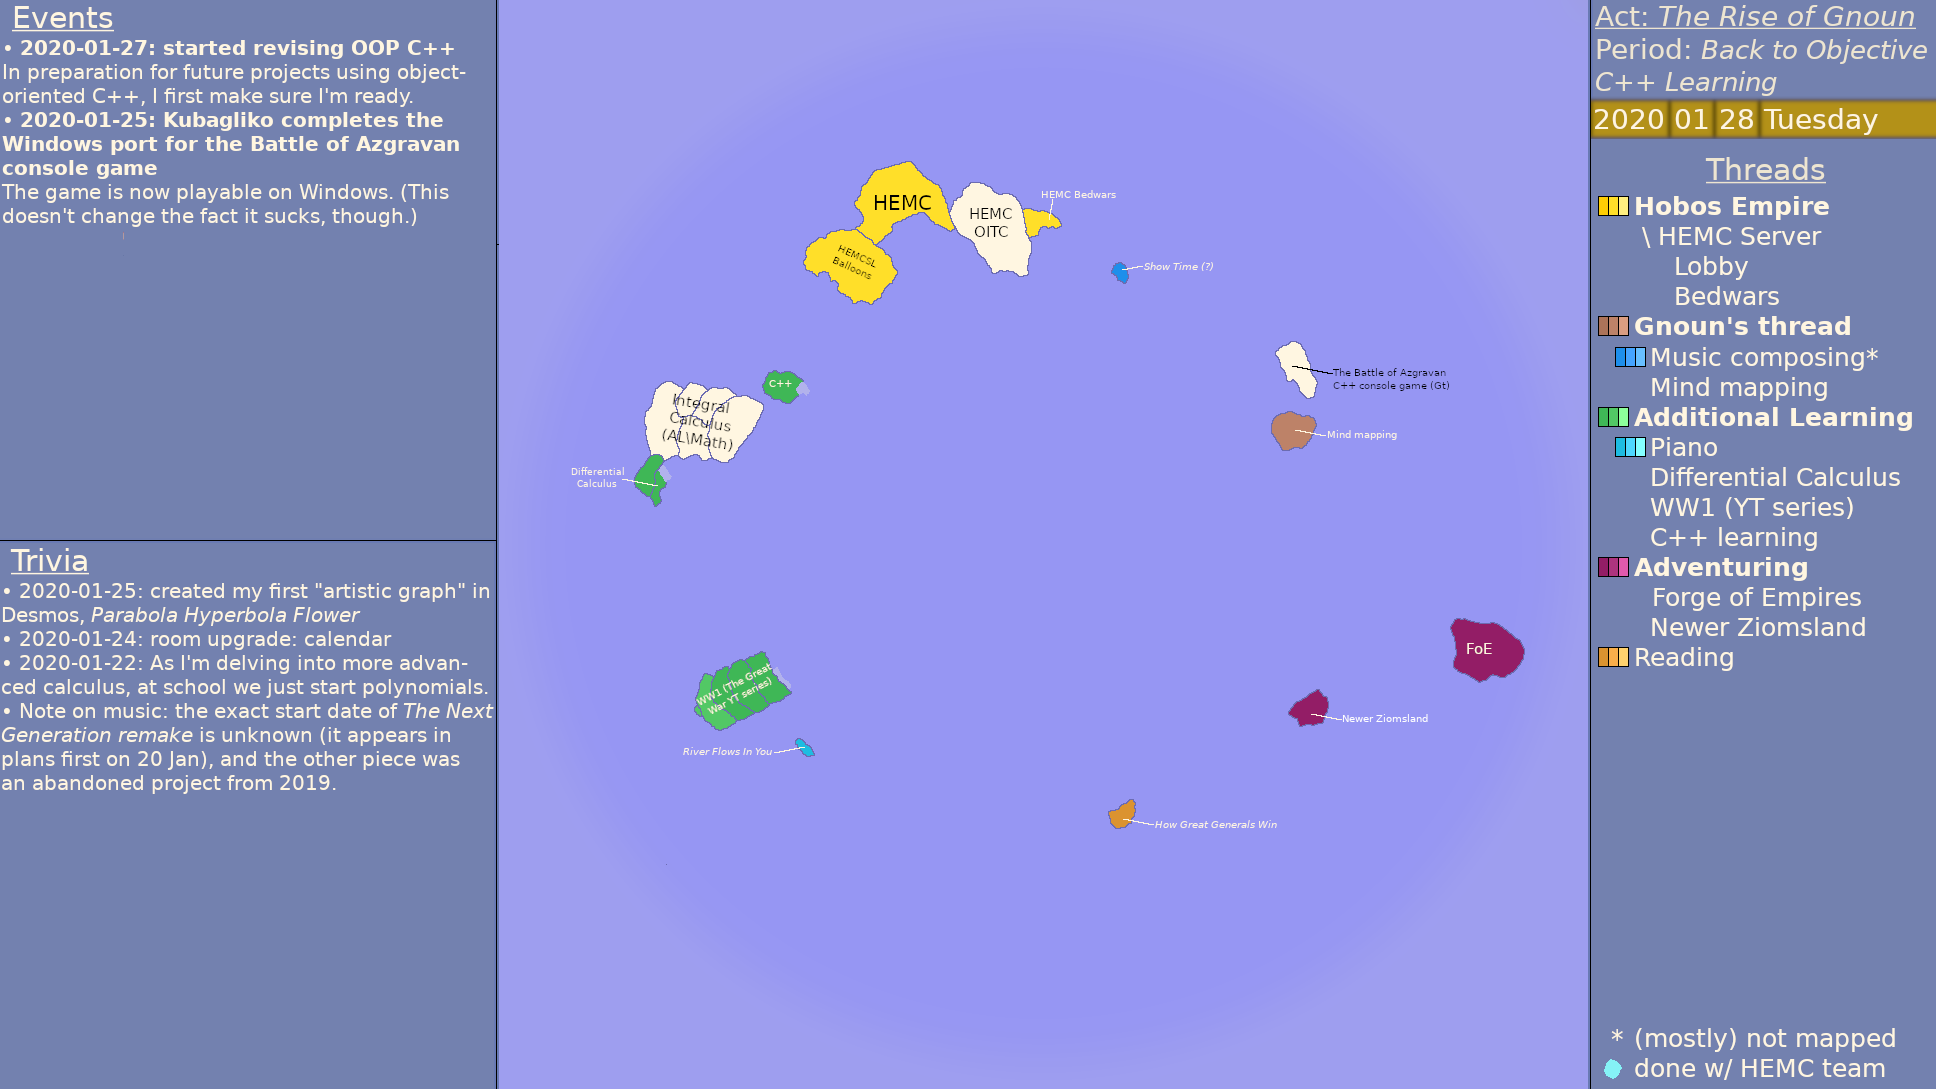 Events
• 2020-01-27: started revising OOP C++
In preparation for future projects using object-
oriented C++, I first make sure I'm ready.
• 2020-01-25: Kubagliko completes the
Windows port for the Battle of Azgravan
console game
The game is now playable on Windows. (This
doesn't change the fact it sucks, though.)
Trivia
• 2020-01-25: created my first "artistic graph" in
Desmos, Parabola Hyperbola Flower
• 2020-01-24: room upgrade: calendar
• 2020-01-22: As I'm delving into more advan-
ced calculus, at school we just start polynomials.
• Note on music: the exact start date of The Next
Generation remake is unknown (it appears in
plans first on 20 Jan), and the other piece was
an abandoned project from 2019.
HEMC
HEMC
OITC
HEMC Bedwars
HEMCSL
Balloons
Show Time (?)
The Battle of Azgravan
C++ console game (Gt)
Mind mapping
C++
Integral
Calculus
(AL\Math)
Differential
Calculus
WW1 (The Great
War YT series)
River Flows In You
FoE
Newer Ziomsland
How Great Generals Win
Act: The Rise of Gnoun
Period: Back to Objective
C++ Learning
2020 01 28 Tuesday
Threads
Hobos Empire
\ HEMC Server
Lobby
Bedwars
Gnoun's thread
Music composing*
Mind mapping
Additional Learning
Piano
Differential Calculus
WW1 (YT series)
C++ learning
Adventuring
Forge of Empires
Newer Ziomsland
Reading
* (mostly) not mapped
done w/ HEMC team